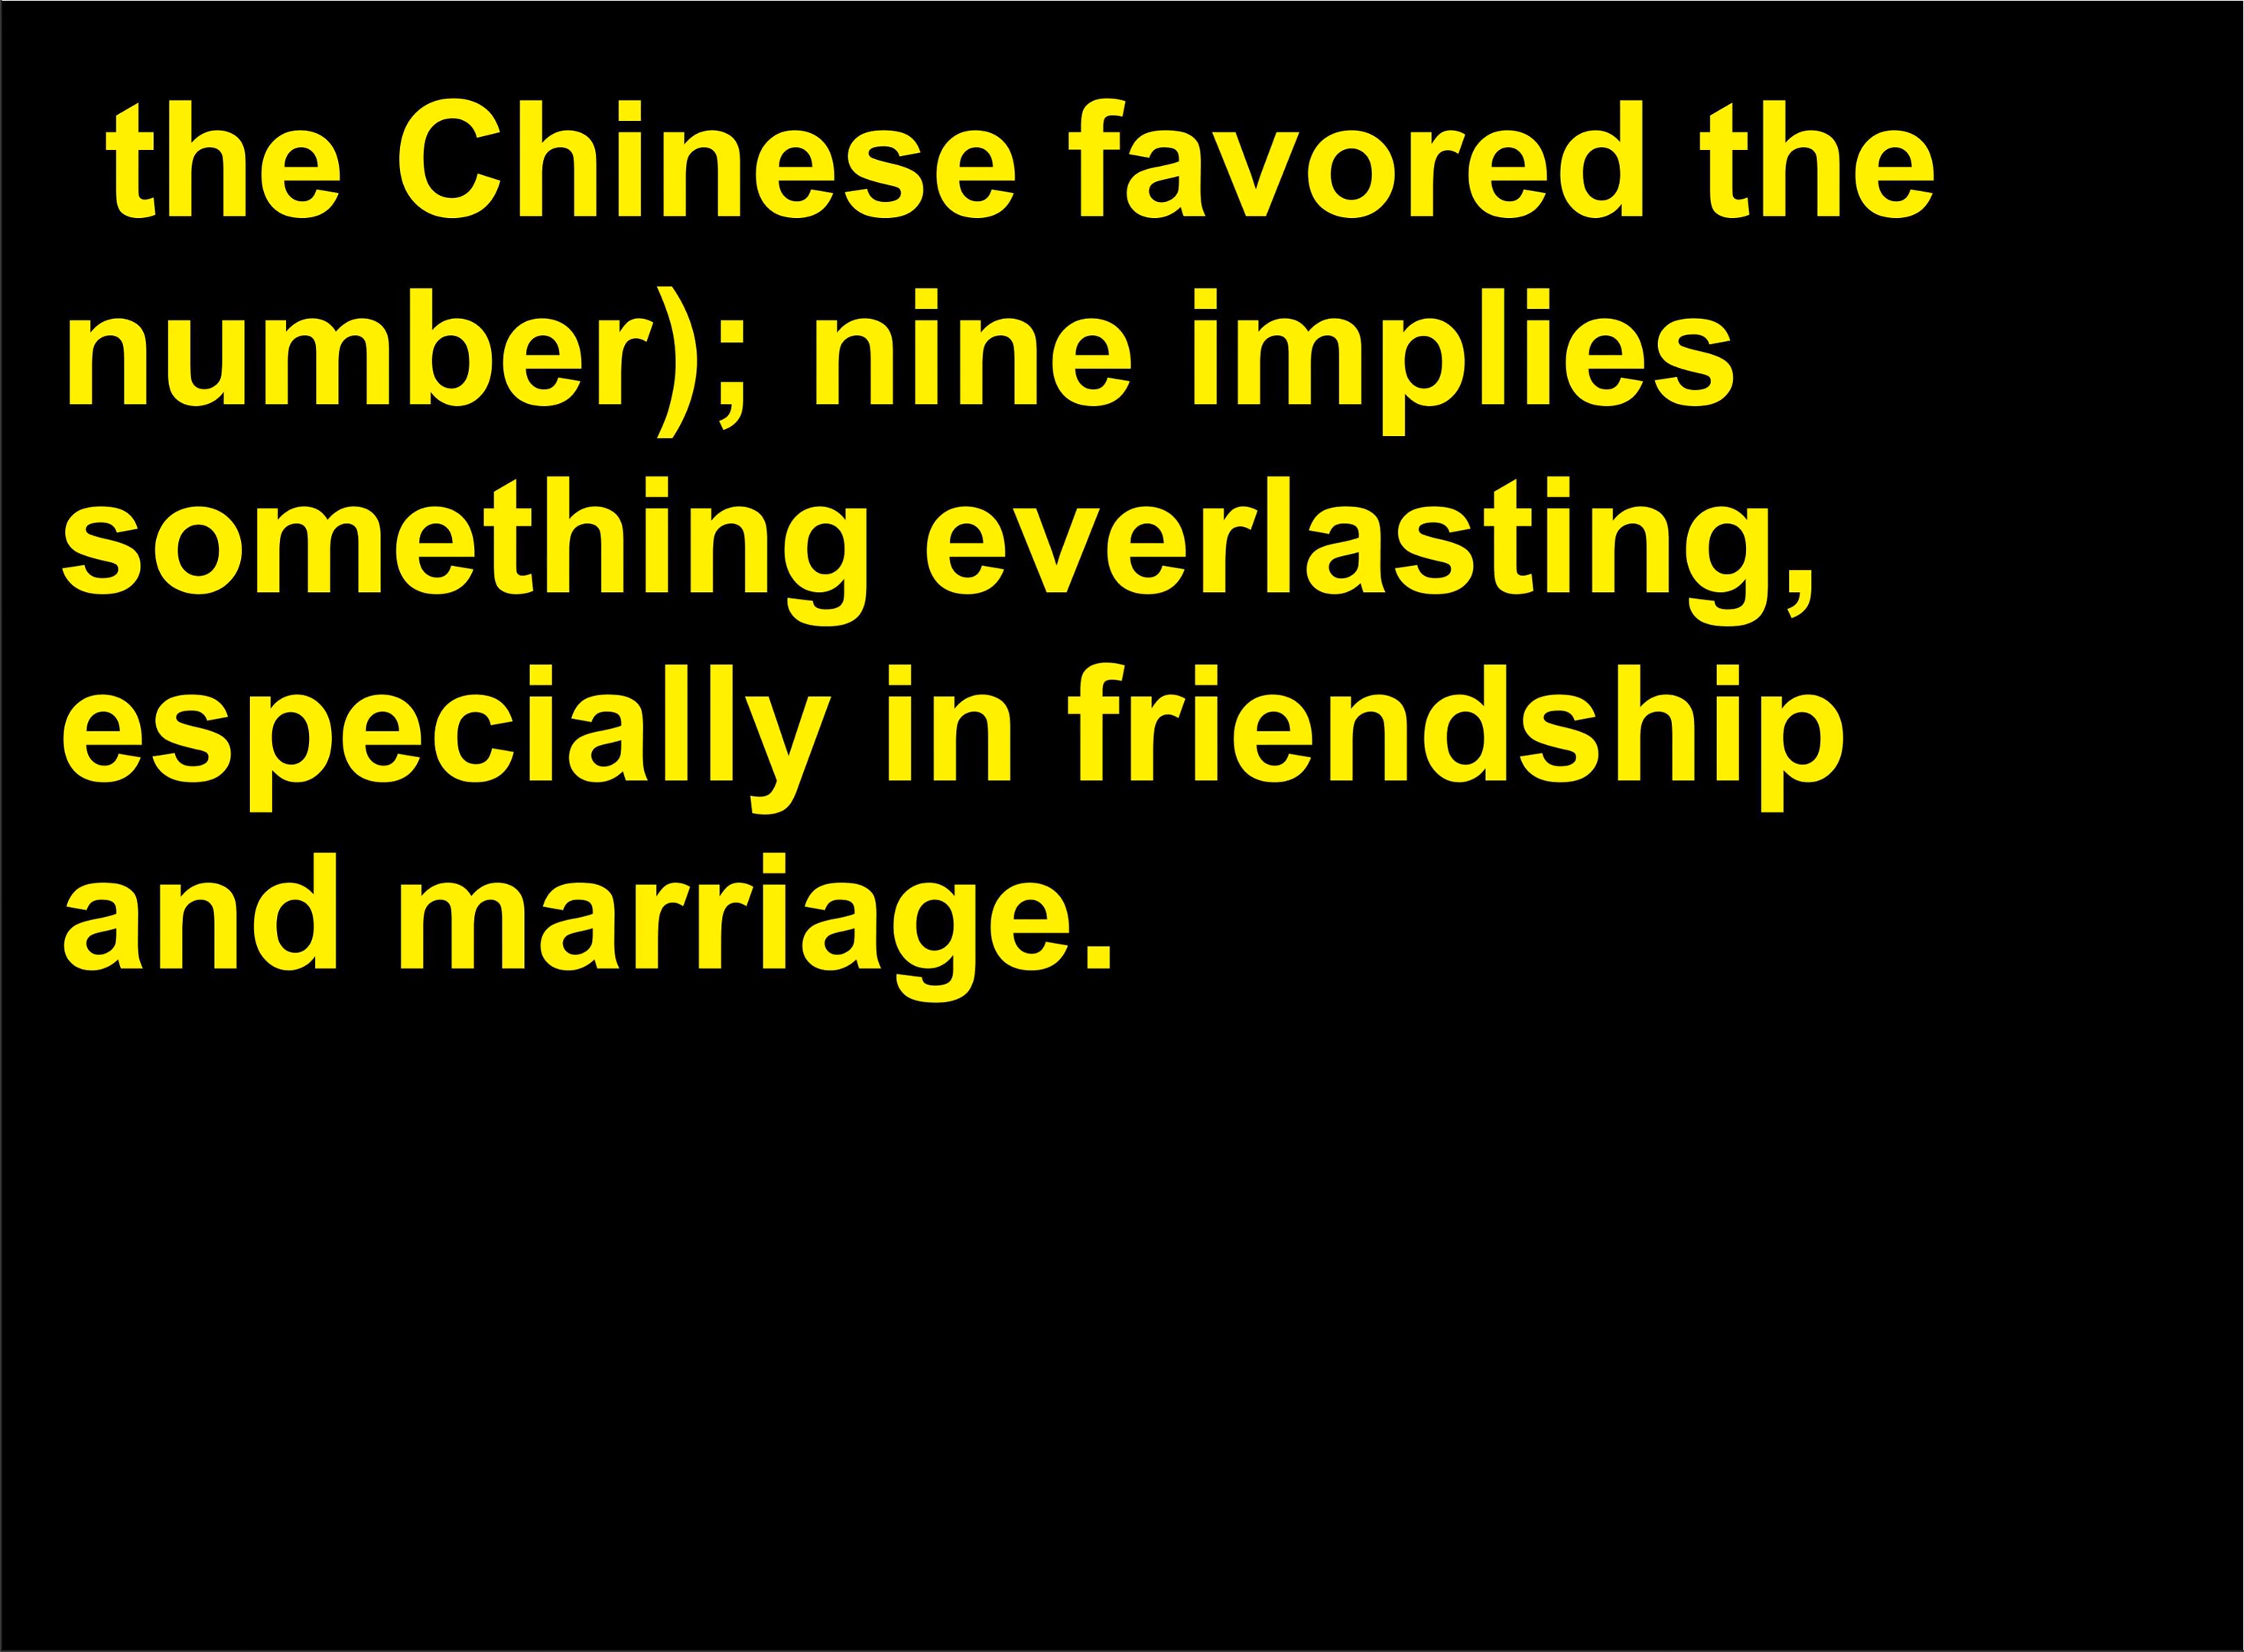 the Chinese favored the
number); nine implies
something everlasting,
especially in friendship
and marriage.